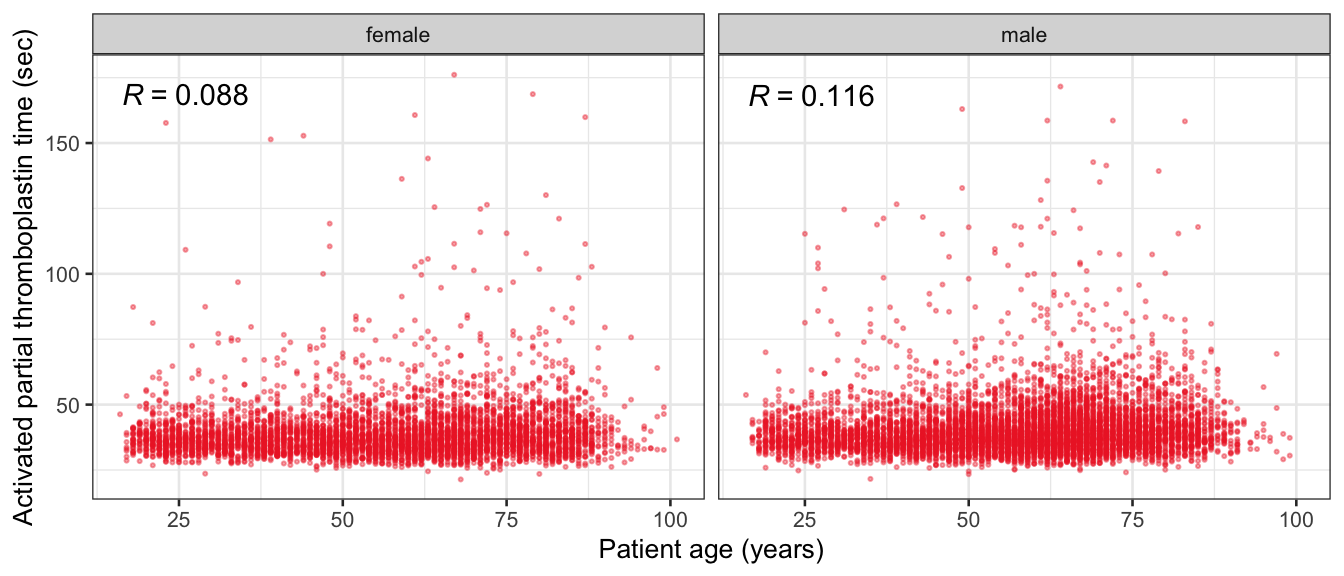 female
male
R = 0.088
R = 0.116
Activated partial thromboplastin time (sec)
150
100
50
25
50
75
100
25
50
75
100
Patient age (years)